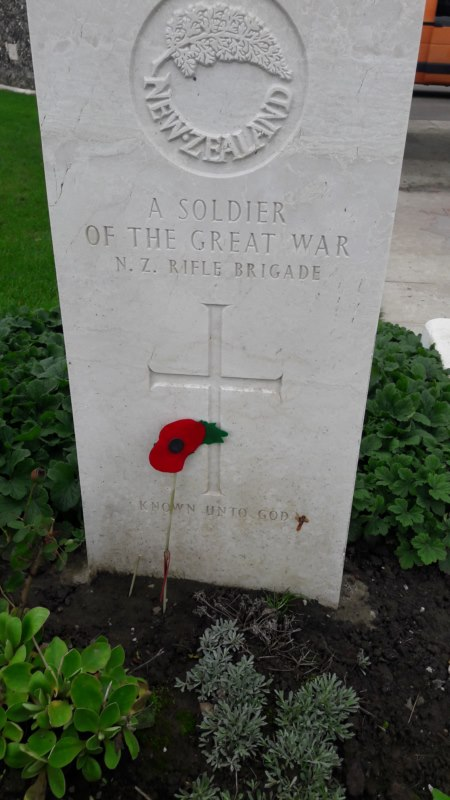 NEW·ZEALAND
A SOLDIER
OF THE GREAT WAR
N.Z. RIFLE BRIGADE
KNOWN UNTO GOD